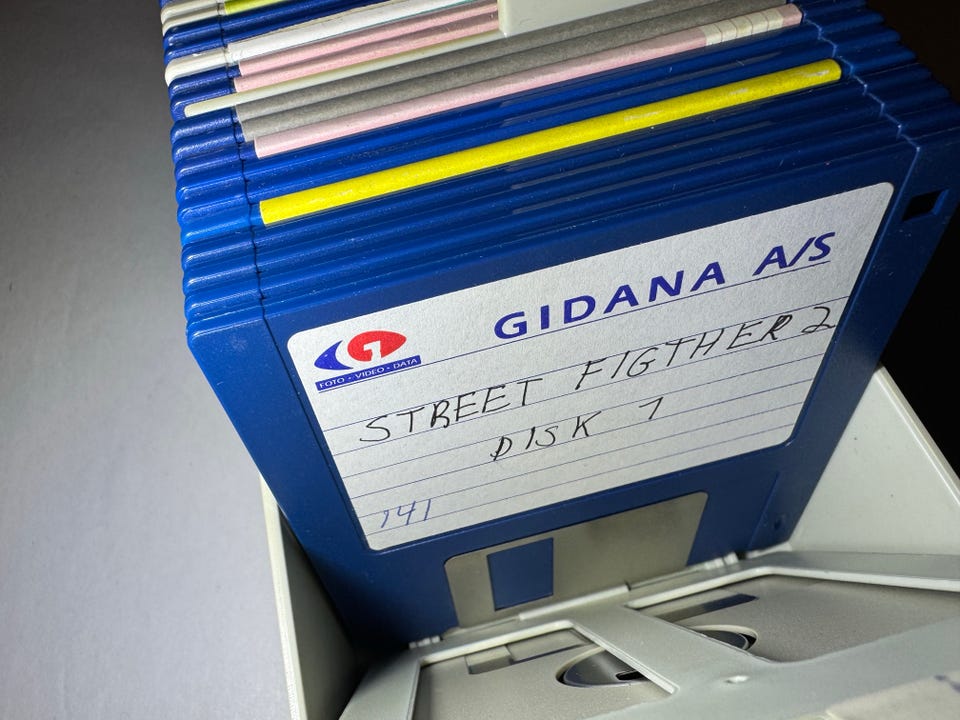 GIDANA A/S
FOTO · VIDEO · DATA
STREET FIGTHER 2
DISK 1
141